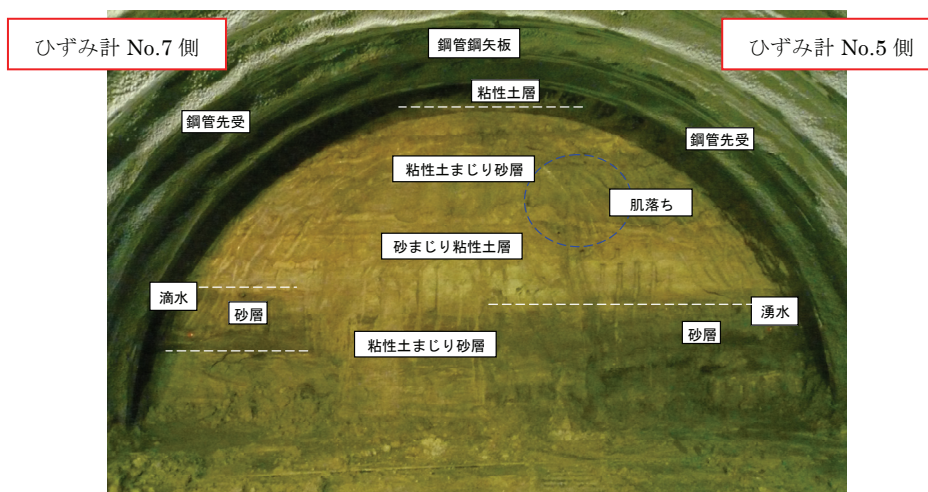 ひずみ計 No.7 側
ひずみ計 No.5 側
鋼管鋼矢板
粘性土層
鋼管先受
鋼管先受
粘性土まじり砂層
肌落ち
砂まじり粘性土層
滴水
砂層
湧水
砂層
粘性土まじり砂層